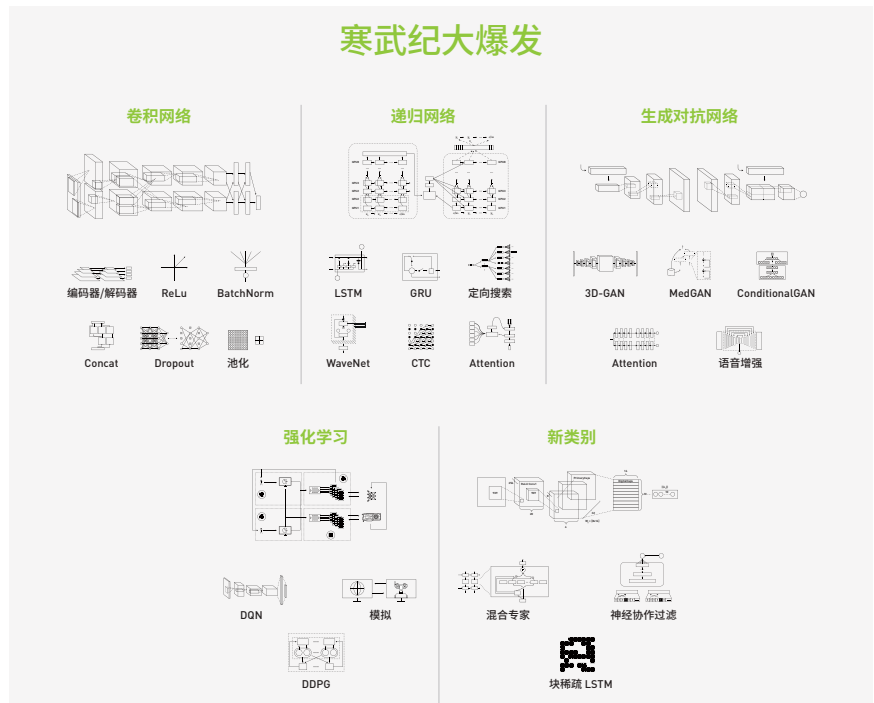 寒武纪大爆发
卷积网络
递归网络
生成对抗网络
编码器/解码器
ReLu
BatchNorm
LSTM
GRU
定向搜索
3D-GAN
MedGAN
ConditionalGAN
Concat
Dropout
池化
WaveNet
CTC
Attention
Attention
语音增强
强化学习
新类别
DQN
模拟
混合专家
神经协作过滤
DDPG
块稀疏 LSTM